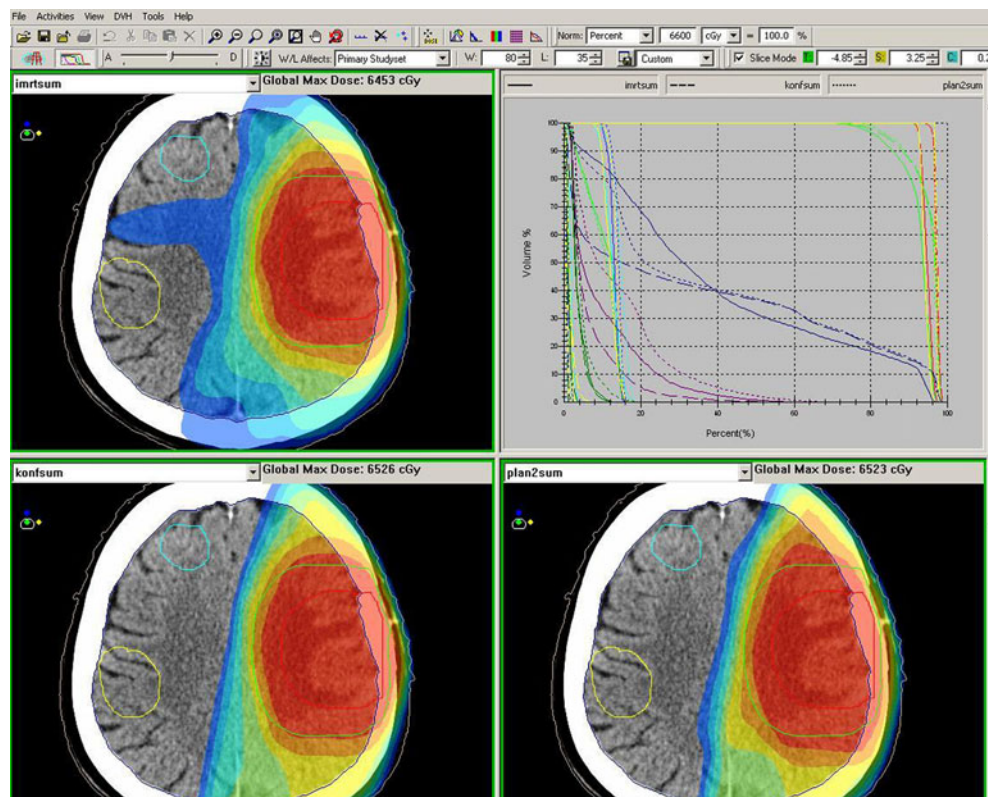 File Activities View DVH Tools Help
Norm: Percent 6600 cGy = 100.0 %
A D W/L Affects: Primary Studyset W: 80 L: 35 Custom Slice Mode T: -4.85 S: 3.25 C: 0.2
imrtsum Global Max Dose: 6453 cGy
imrtsum konfsum plan2sum
100
90
80
70
60
50
40
30
20
10
0
Volume %
0 20 40 60 80 100
Percent(%)
konfsum Global Max Dose: 6526 cGy
plan2sum Global Max Dose: 6523 cGy